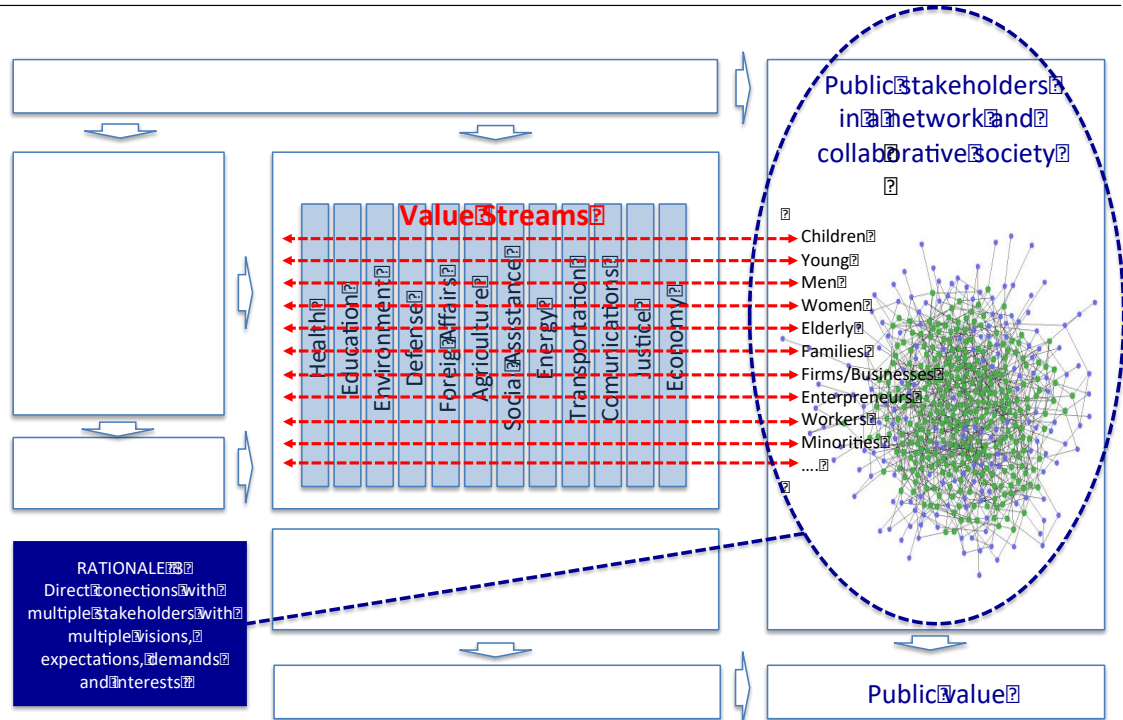 Public stakeholders
in a network and
collaborative society
Value Streams
Children
Young
Men
Women
Elderly
Families
Firms/Businesses
Enterpreneurs
Workers
Minorities
....
Health
Education
Environment
Defense
Foreign Affairs
Agriculture
Social Assistance
Energy
Transportation
Comunications
Justice
Economy
RATIONALE 3
Direct conections with
multiple stakeholders with
multiple visions,
expectations, demands
and interests
Public value